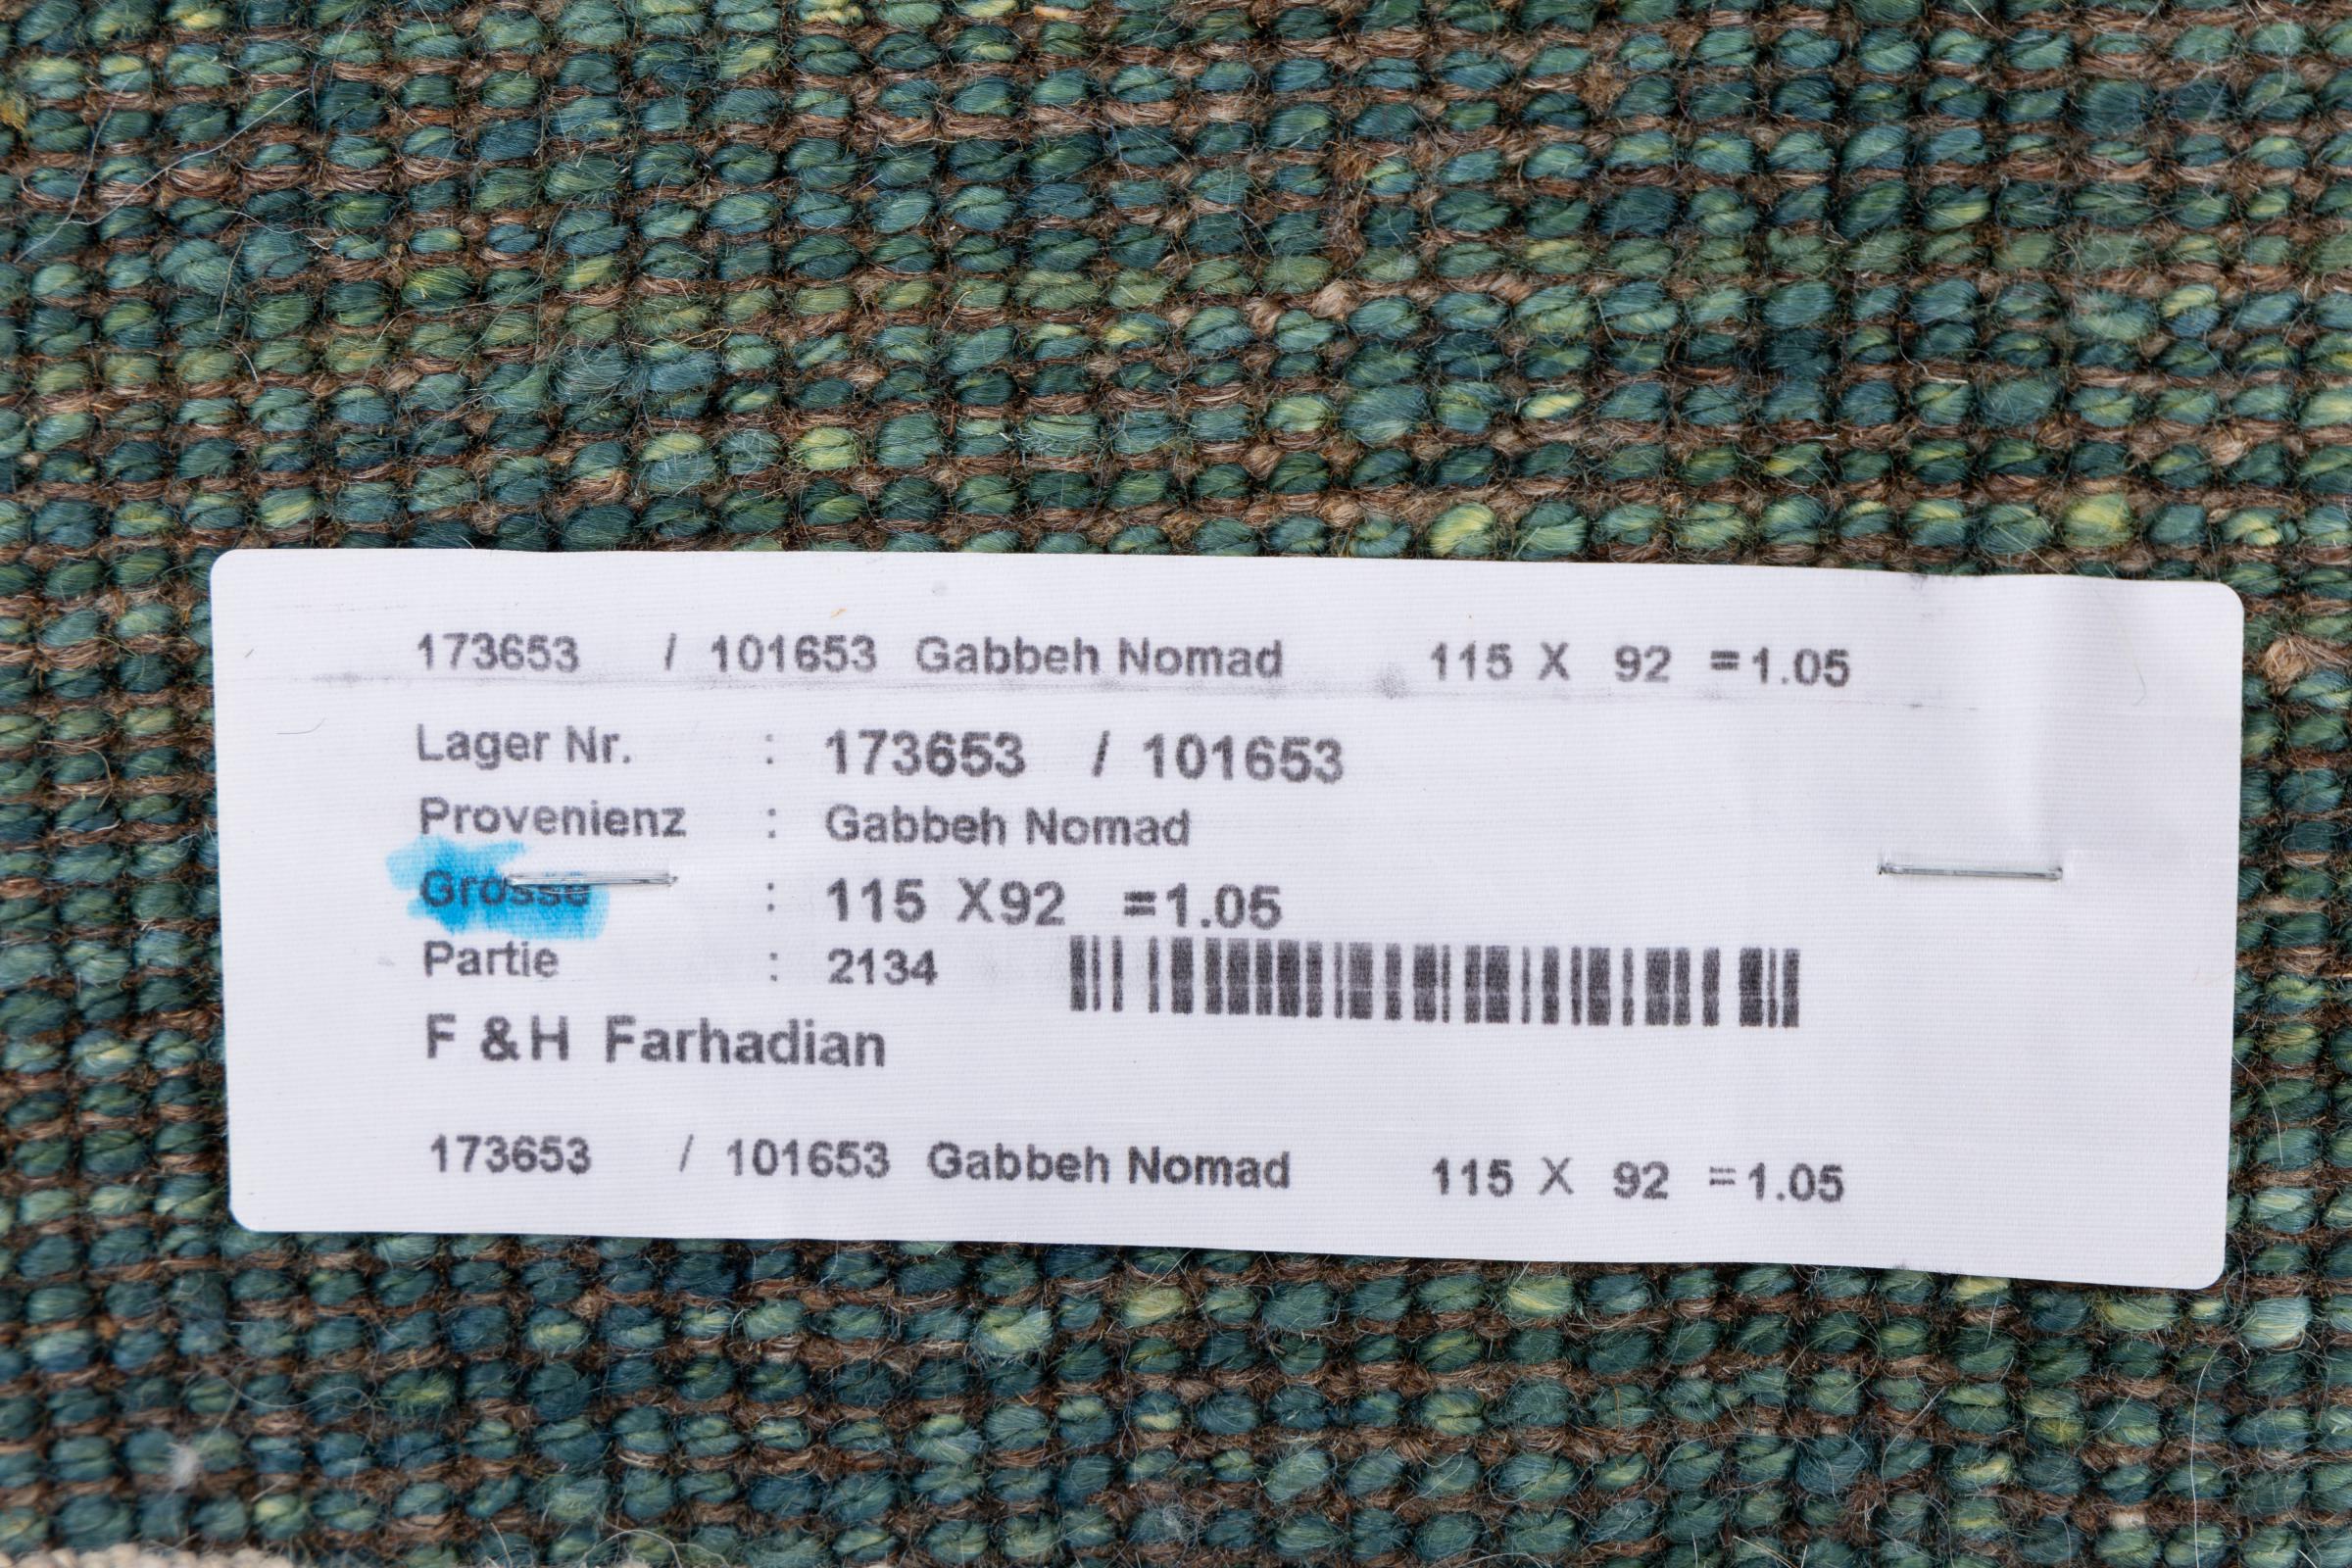 173653 / 101653 Gabbeh Nomad 115 X 92 =1.05
Lager Nr. : 173653 / 101653
Provenienz : Gabbeh Nomad
Grosse : 115 X92 =1.05
Partie : 2134
F & H Farhadian
173653 / 101653 Gabbeh Nomad 115 X 92 =1.05